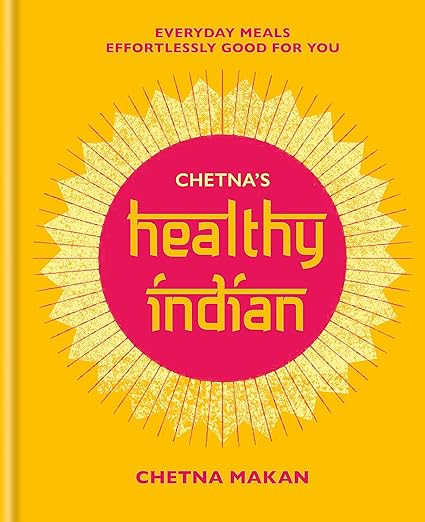 EVERYDAY MEALS
EFFORTLESSLY GOOD FOR YOU
CHETNA'S
healthy
indian
CHETNA MAKAN